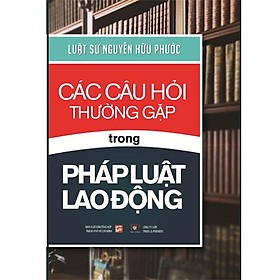 LUẬT SƯ NGUYỄN HỮU PHƯỚC
CÁC CÂU HỎI
THƯỜNG GẶP
trong
PHÁP LUẬT
LAO ĐỘNG